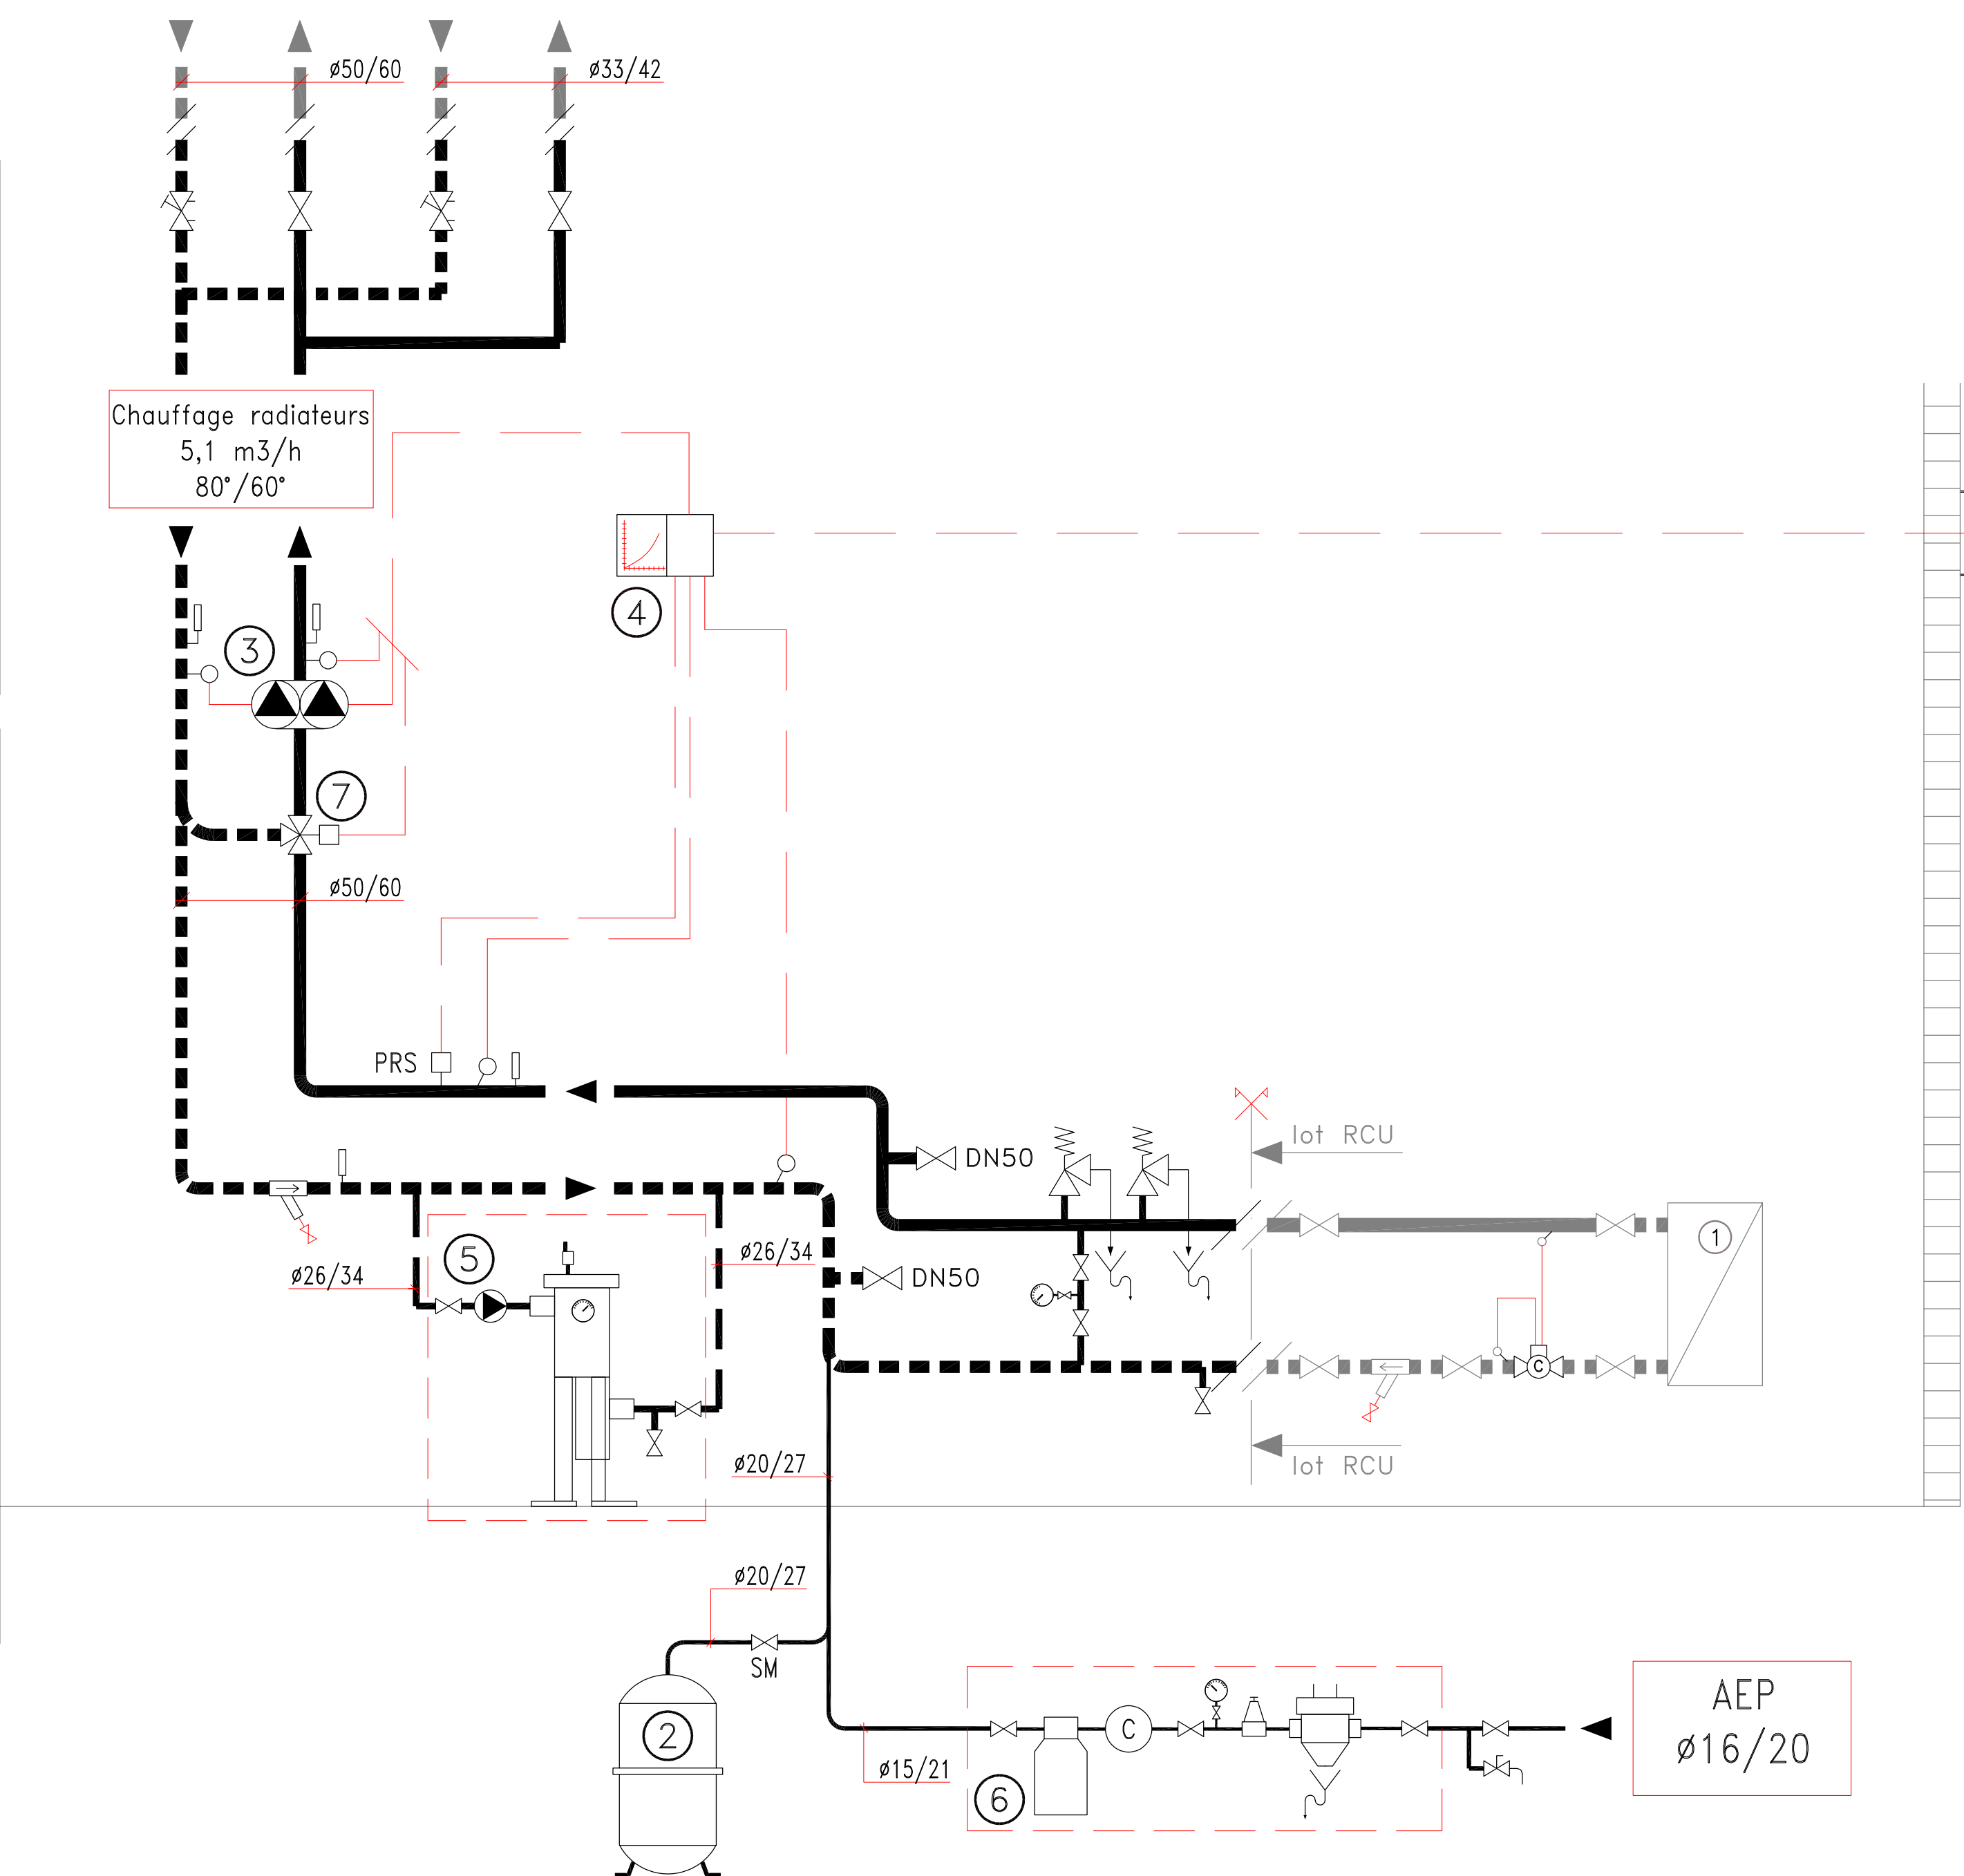 ø50/60
ø33/42
Chauffage radiateurs
5,1 m3/h
80°/60°
4
3
7
ø50/60
PRS
lot RCU
DN50
1
5
ø26/34
ø26/34
DN50
C
lot RCU
ø20/27
ø20/27
SM
AEP
ø16/20
2
C
ø15/21
6